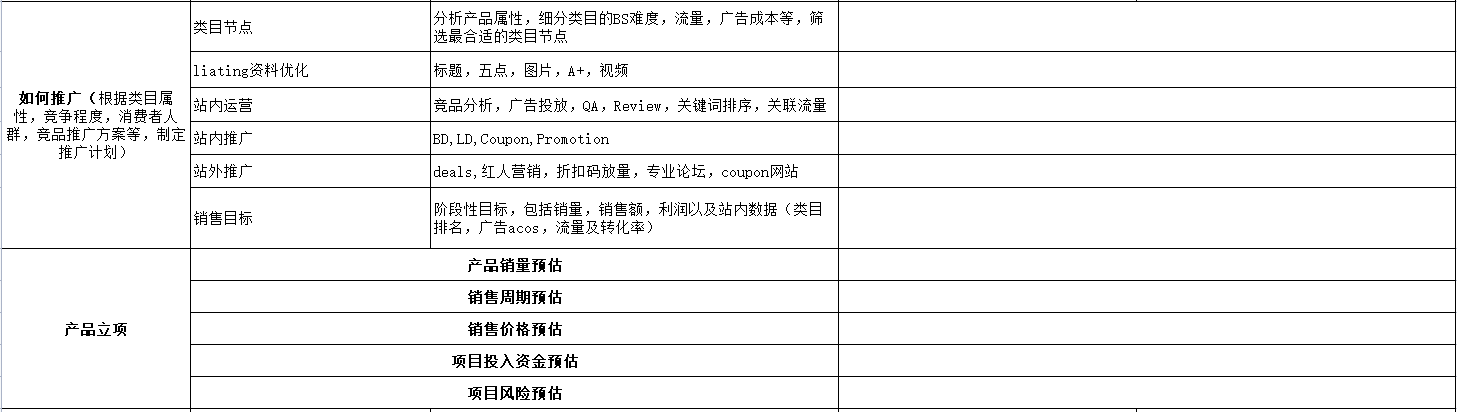 类目节点
分析产品属性，细分类目的BS难度，流量，广告成本等，筛
选最合适的类目节点
liating资料优化
标题，五点，图片，A+，视频
如何推广（根据类目属
性，竞争程度，消费者人
群，竞品推广方案等，制定
推广计划）
站内运营
竞品分析，广告投放，QA，Review，关键词排序，关联流量
站内推广
BD,LD,Coupon,Promotion
站外推广
deals,红人营销，折扣码放量，专业论坛，coupon网站
销售目标
阶段性目标，包括销量，销售额，利润以及站内数据（类目
排名，广告acos，流量及转化率）
产品立项
产品销量预估
销售周期预估
销售价格预估
项目投入资金预估
项目风险预估